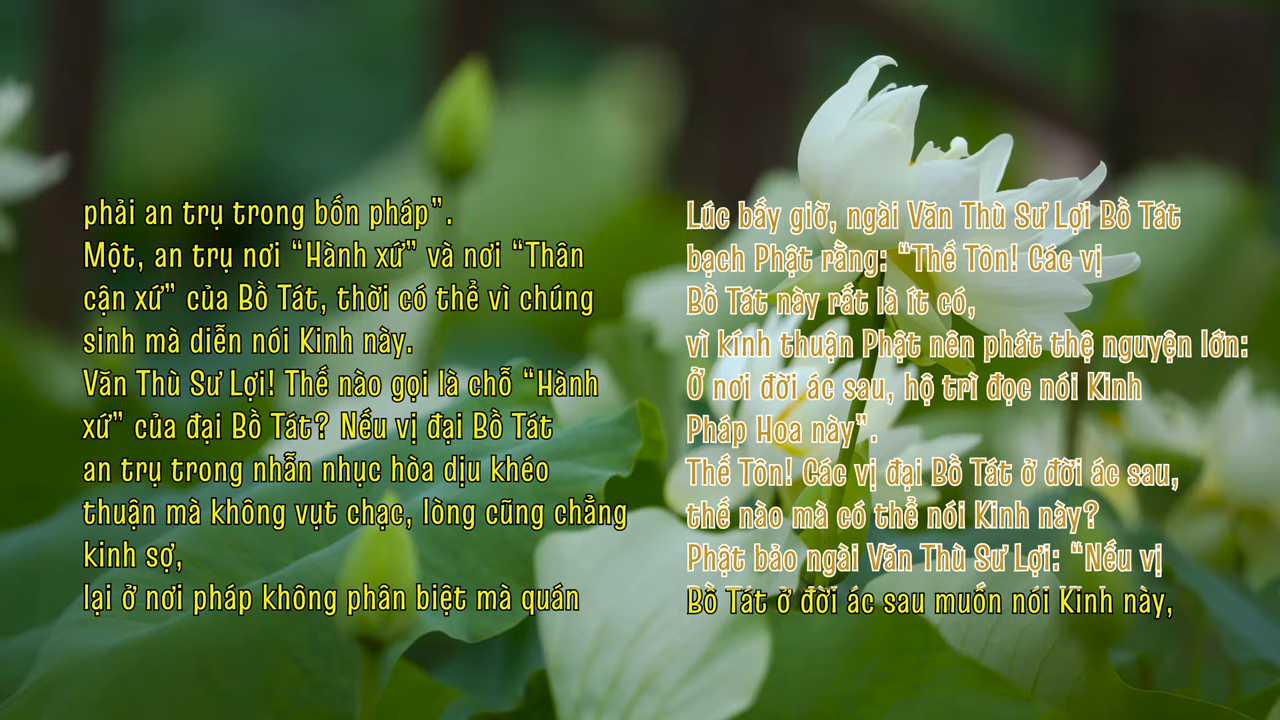 phải an trụ trong bốn pháp”.
Một, an trụ nơi “Hành xứ” và nơi “Thân
cận xứ” của Bồ Tát, thời có thể vì chúng
sinh mà diễn nói Kinh này.
Văn Thù Sư Lợi! Thế nào gọi là chỗ “Hành
xứ” của đại Bồ Tát? Nếu vị đại Bồ Tát
an trụ trong nhẫn nhục hòa dịu khéo
thuận mà không vụt chạc, lòng cũng chẳng
kinh sợ,
lại ở nơi pháp không phân biệt mà quán
Lúc bấy giờ, ngài Văn Thù Sư Lợi Bồ Tát
bạch Phật rằng: “Thế Tôn! Các vị
Bồ Tát này rất là ít có,
vì kính thuận Phật nên phát thệ nguyện lớn:
Ở nơi đời ác sau, hộ trì đọc nói Kinh
Pháp Hoa này”.
Thế Tôn! Các vị đại Bồ Tát ở đời ác sau,
thế nào mà có thể nói Kinh này?
Phật bảo ngài Văn Thù Sư Lợi: “Nếu vị
Bồ Tát ở đời ác sau muốn nói Kinh này,